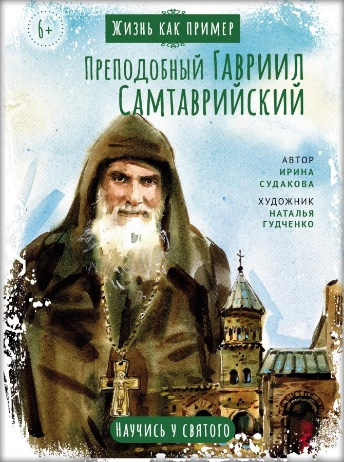 6+
Жизнь как пример
Преподобный Гавриил
Самтаврийский
АВТОР
ИРИНА
СУДАКОВА
ХУДОЖНИК
НАТАЛЬЯ
ГУДЧЕНКО
Научись у святого